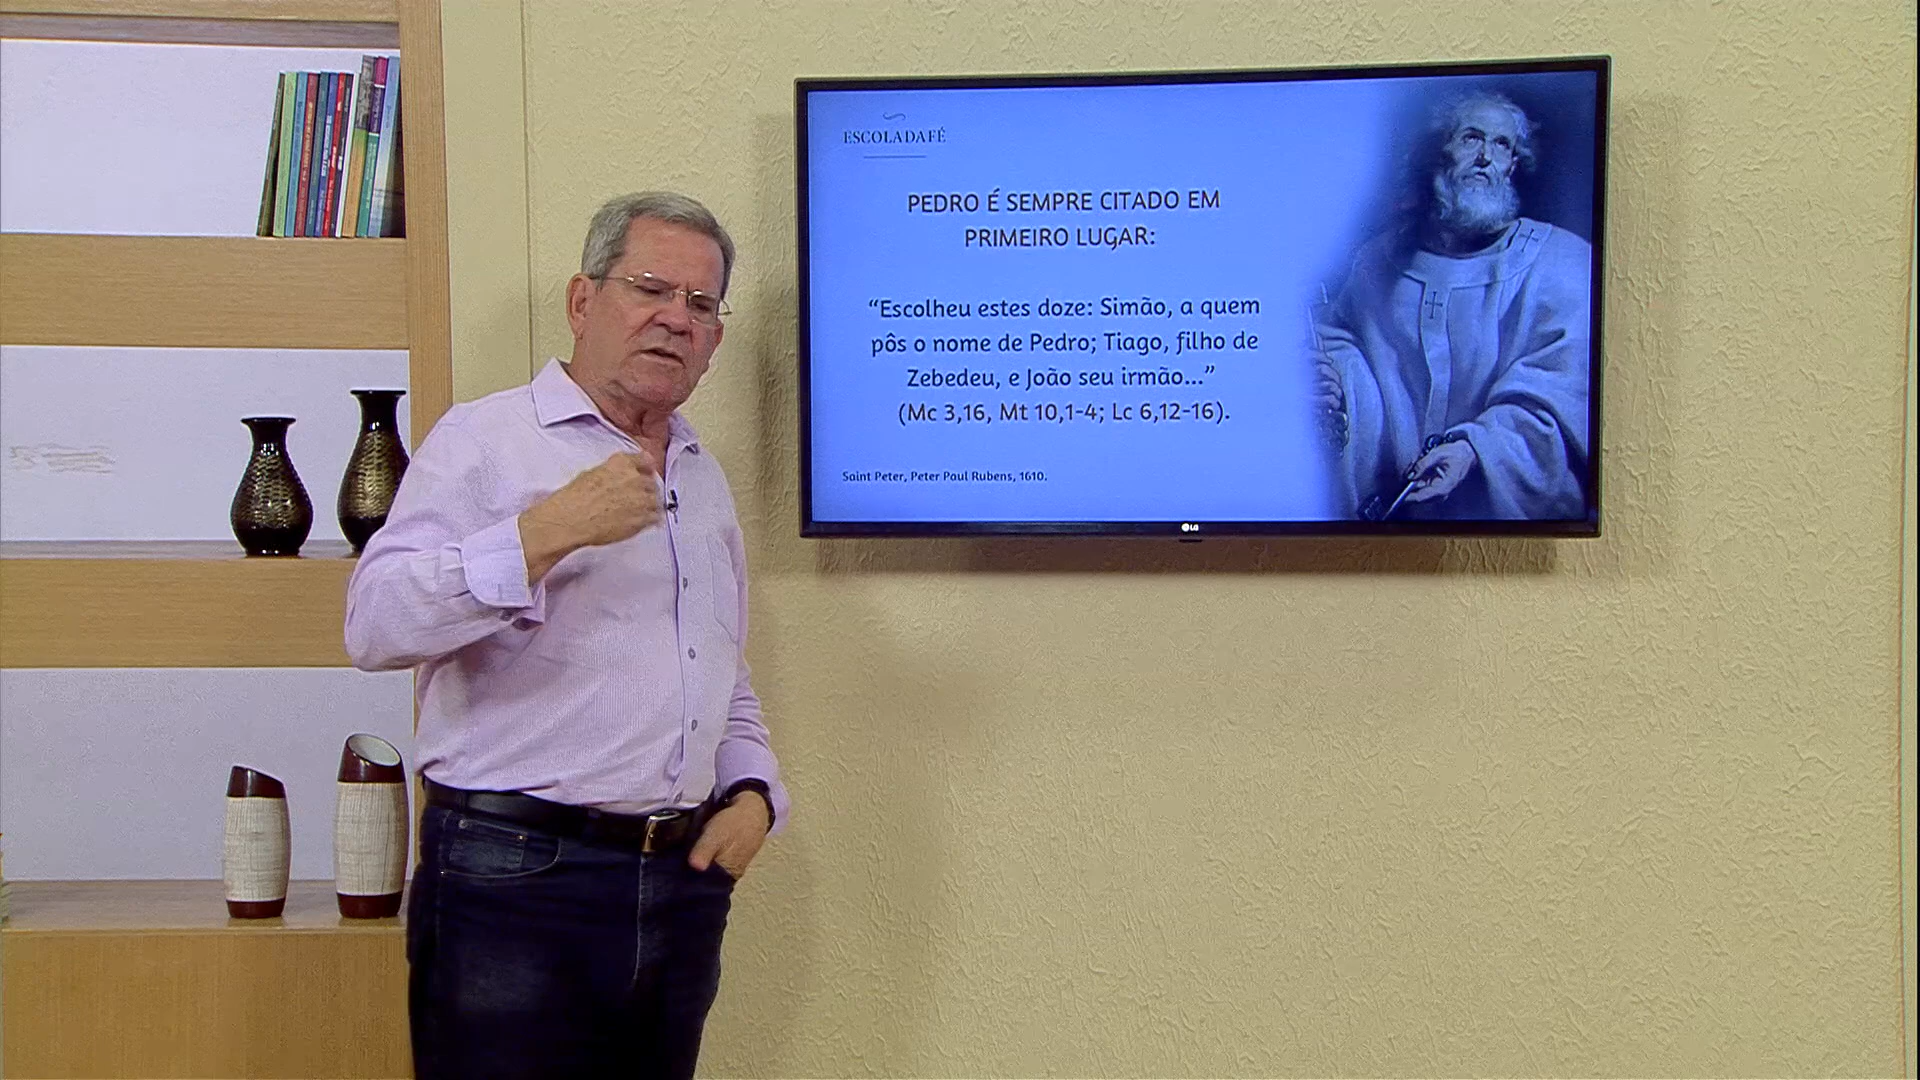 ESCOLADAFÉ
PEDRO É SEMPRE CITADO EM
PRIMEIRO LUGAR:
“Escolheu estes doze: Simão, a quem
pôs o nome de Pedro; Tiago, filho de
Zebedeu, e João seu irmão...”
(Mc 3,16, Mt 10,1-4; Lc 6,12-16).
Saint Peter, Peter Paul Rubens, 1610.
LG